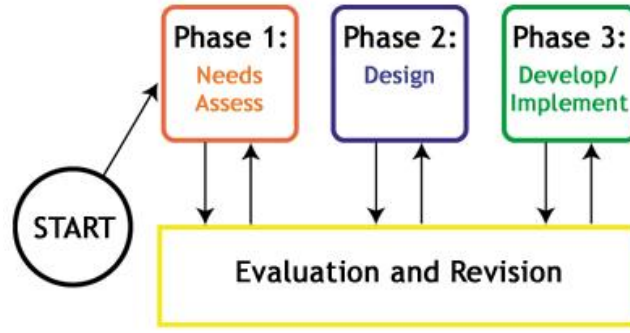 Phase 1:
Needs
Assess
Phase 2:
Design
Phase 3:
Develop/
Implement
START
Evaluation and Revision